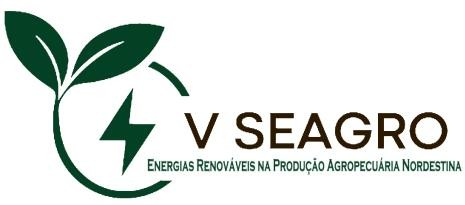 V SEAGRO
Energias Renováveis na Produção Agropecuária Nordestina